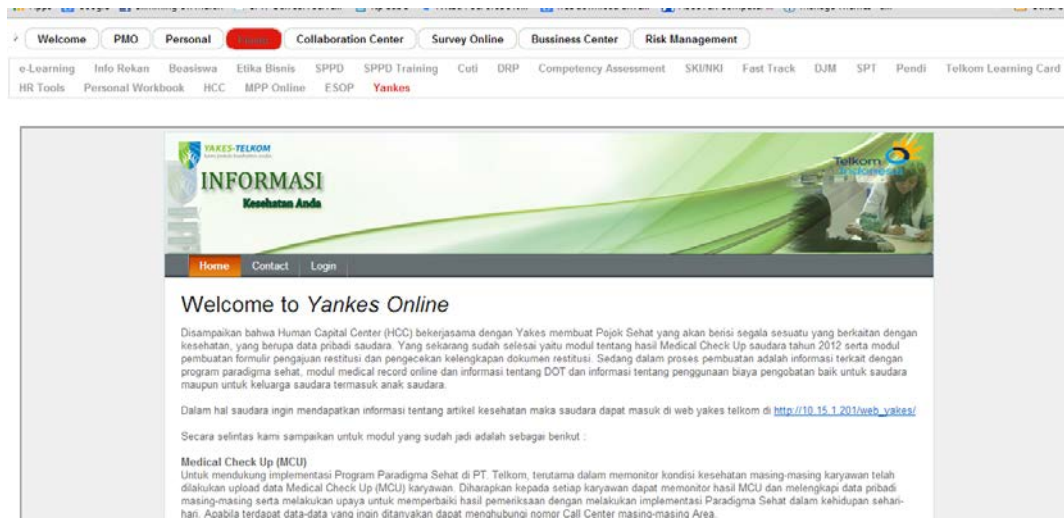 Welcome PMO Personal Collaboration Center Survey Online Bussiness Center Risk Management
e-Learning Info Rekan Beasiswa Etika Bisnis SPPD SPPD Training Cuti DRP Competency Assessment SKI/NKI Fast Track DJM SPT Pendi Telkom Learning Card
HR Tools Personal Workbook HCC MPP Online ESOP Yankes
YAKES-TELKOM
INFORMASI
Kesehatan Anda
Telkom
Indonesia
Home Contact Login
Welcome to Yankes Online
Disampaikan bahwa Human Capital Center (HCC) bekerjasama dengan Yakes membuat Pojok Sehat yang akan berisi segala sesuatu yang berkaitan dengan
kesehatan, yang berupa data pribadi saudara. Yang sekarang sudah selesai yaitu modul tentang hasil Medical Check Up saudara tahun 2012 serta modul
pembuatan formulir pengajuan restitusi dan pengecekan kelengkapan dokumen restitusi. Sedang dalam proses pembuatan adalah informasi terkait dengan
program paradigma sehat, modul medical record online dan informasi tentang DOT dan informasi tentang penggunaan biaya pengobatan baik untuk saudara
maupun untuk keluarga saudara termasuk anak saudara.
Dalam hal saudara ingin mendapatkan informasi tentang artikel kesehatan maka saudara dapat masuk di web yakes telkom di http://10.15.1.201/web_yakes/
Secara selintas kami sampaikan untuk modul yang sudah jadi adalah sebagai berikut :
Medical Check Up (MCU)
Untuk mendukung implementasi Program Paradigma Sehat di PT. Telkom, terutama dalam memonitor kondisi kesehatan masing-masing karyawan telah
dilakukan upload data Medical Check Up (MCU) karyawan. Diharapkan kepada setiap karyawan dapat memonitor hasil MCU dan melengkapi data pribadi
masing-masing serta melakukan upaya untuk memperbaiki hasil pemeriksaan dengan melakukan implementasi Paradigma Sehat dalam kehidupan sehari-
hari. Apabila terdapat data-data yang ingin ditanyakan dapat menghubungi nomor Call Center masing-masing Area.